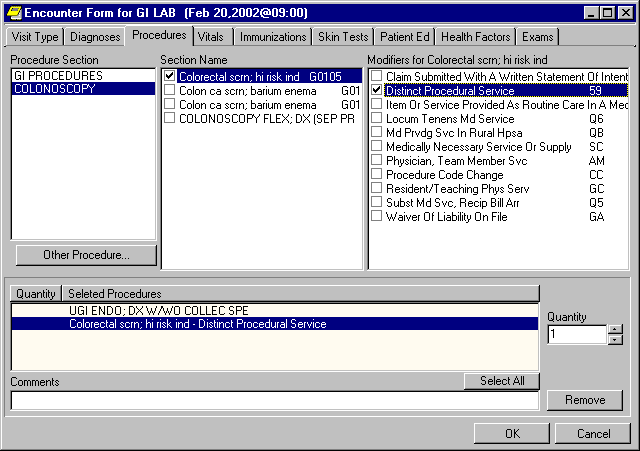 Encounter Form for GI LAB (Feb 20,2002@09:00)
Visit Type Diagnoses Procedures Vitals Immunizations Skin Tests Patient Ed Health Factors Exams
Procedure Section
GI PROCEDURES
COLONOSCOPY
Other Procedure...
Section Name
Colorectal scrn; hi risk ind G0105
Colon ca scrn; barium enema G01
Colon ca scrn; barium enema G01
COLONOSCOPY FLEX; DX (SEP PR
Modifiers for Colorectal scrn; hi risk ind
Claim Submitted With A Written Statement Of Intent
Distinct Procedural Service 59
Item Or Service Provided As Routine Care In A Med
Locum Tenens Md Service Q6
Md Prvdg Svc In Rural Hpsa QB
Medically Necessary Service Or Supply SC
Physician, Team Member Svc AM
Procedure Code Change CC
Resident/Teaching Phys Serv GC
Subst Md Svc, Recip Bill Arr Q5
Waiver Of Liability On File GA
Quantity Seleted Procedures
UGI ENDO; DX W/WO COLLEC SPE
Colorectal scrn; hi risk ind - Distinct Procedural Service
Quantity
1
Comments
Select All
Remove
OK Cancel